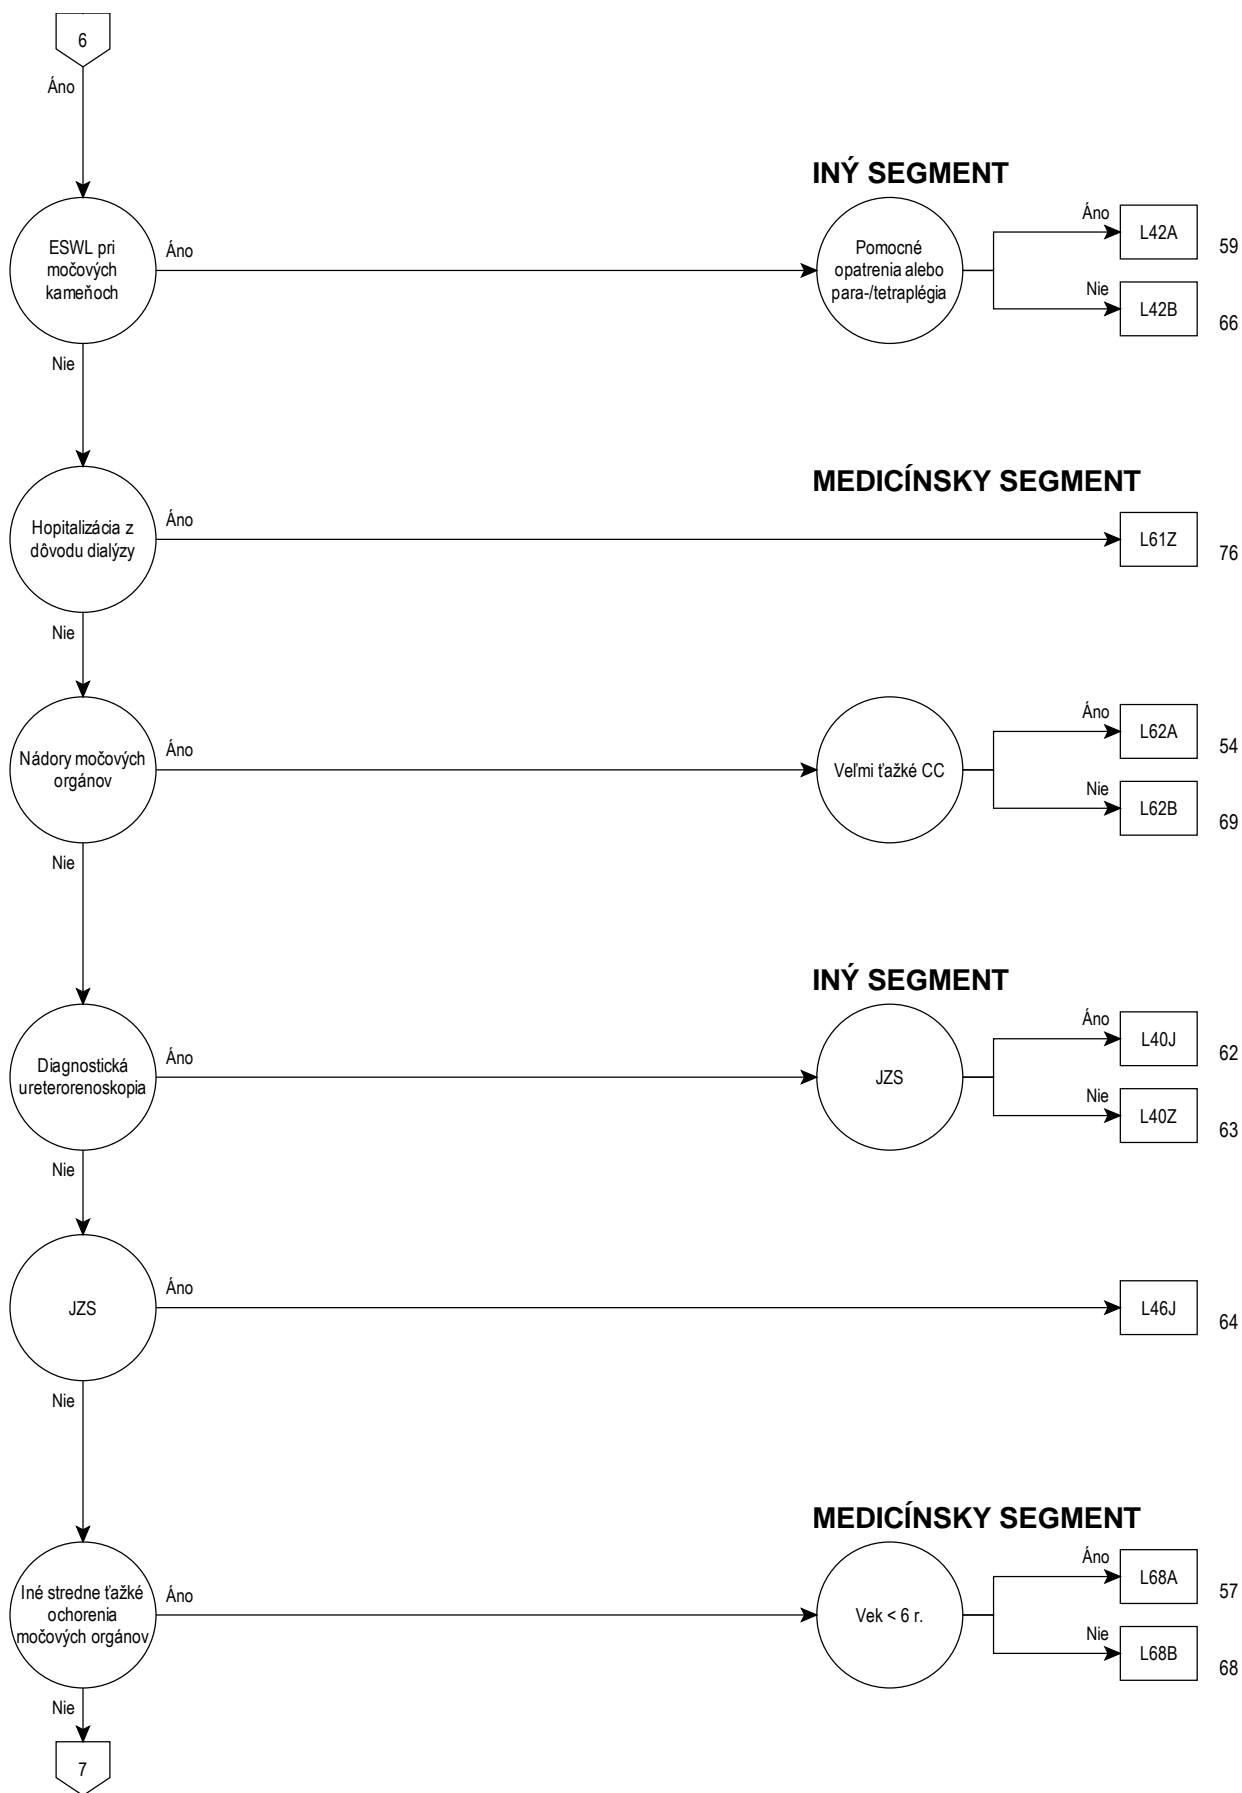 6
Áno
INÝ SEGMENT
ESWL pri
močových
kameňoch
Áno
Pomocné
opatrenia alebo
para-/tetraplégia
Áno
L42A
59
Nie
L42B
66
Nie
MEDICÍNSKY SEGMENT
Hopitalizácia z
dôvodu dialýzy
Áno
L61Z
76
Nie
Nádory močových
orgánov
Áno
Veľmi ťažké CC
Áno
L62A
54
Nie
L62B
69
Nie
INÝ SEGMENT
Diagnostická
ureterorenoskopia
Áno
JZS
Áno
L40J
62
Nie
L40Z
63
Nie
JZS
Áno
L46J
64
Nie
MEDICÍNSKY SEGMENT
Iné stredne ťažké
ochorenia
močových orgánov
Áno
Vek < 6 r.
Áno
L68A
57
Nie
L68B
68
Nie
7